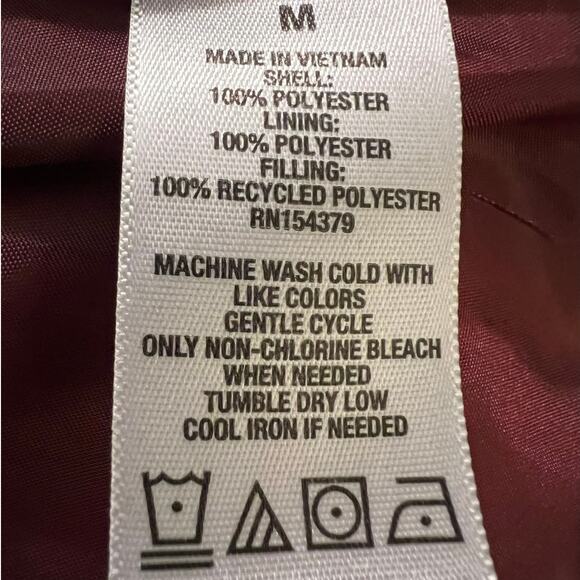 M
MADE IN VIETNAM
SHELL:
100% POLYESTER
LINING:
100% POLYESTER
FILLING:
100% RECYCLED POLYESTER
RN154379
MACHINE WASH COLD WITH
LIKE COLORS
GENTLE CYCLE
ONLY NON-CHLORINE BLEACH
WHEN NEEDED
TUMBLE DRY LOW
COOL IRON IF NEEDED